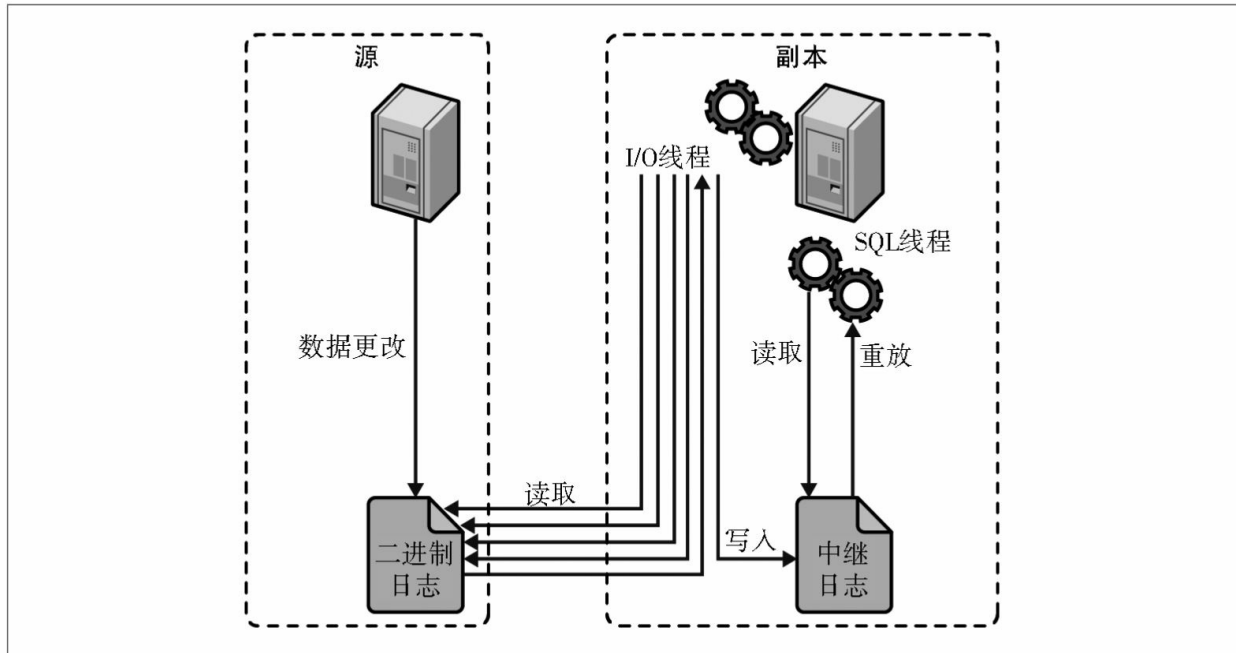 源
副本
I/O线程
SQL线程
数据更改
读取
重放
读取
写入
二进制
日志
中继
日志